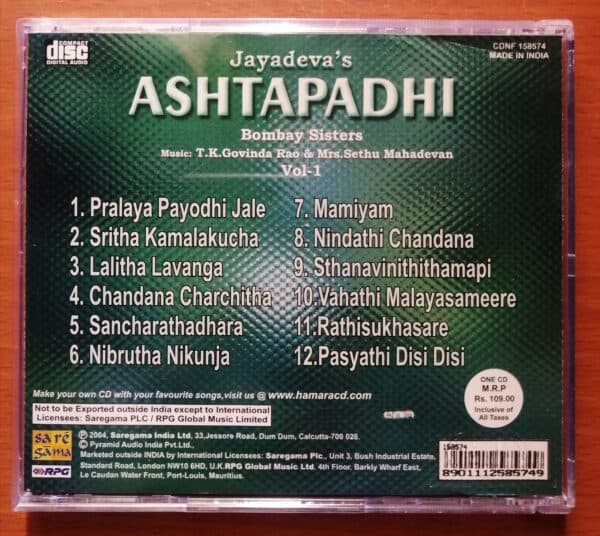 COMPACT
disc
DIGITAL AUDIO
CDNF 158574
MADE IN INDIA
Jayadeva's
ASHTAPADHI
Bombay Sisters
Music: T.K.Govinda Rao & Mrs.Sethu Mahadevan
Vol-1
1. Pralaya Payodhi Jale
2. Sritha Kamalakucha
3. Lalitha Lavanga
4. Chandana Charchitha
5. Sancharathadhara
6. Nibrutha Nikunja
7. Mamiyam
8. Nindathi Chandana
9. Sthanavinithithamapi
10.Vahathi Malayasameere
11.Rathisukhasare
12.Pasyathi Disi Disi
Make your own CD with your favourite songs,visit us @ www.hamaracd.com
Not to be Exported outside India except to International
Licensees: Saregama PLC / RPG Global Music Limited
ONE CD
M.R.P
Rs. 109.00
Inclusive of
All Taxes
sa rē
gama
RPG
℗ 2004, Saregama India Ltd, 33,Jessore Road, Dum Dum, Calcutta-700 028.
© Pyramid Audio India Pvt.Ltd.,
Marketed outside INDIA by International Licensees: Saregama Plc., Unit 3, Bush Industrial Estate,
Standard Road, London NW10 6HD, U.K.RPG Global Music Ltd. 4th Floor, Barkly Wharf East,
Le Caudan Water Front, Port-Louis, Mauritius.
158574
8901112585749